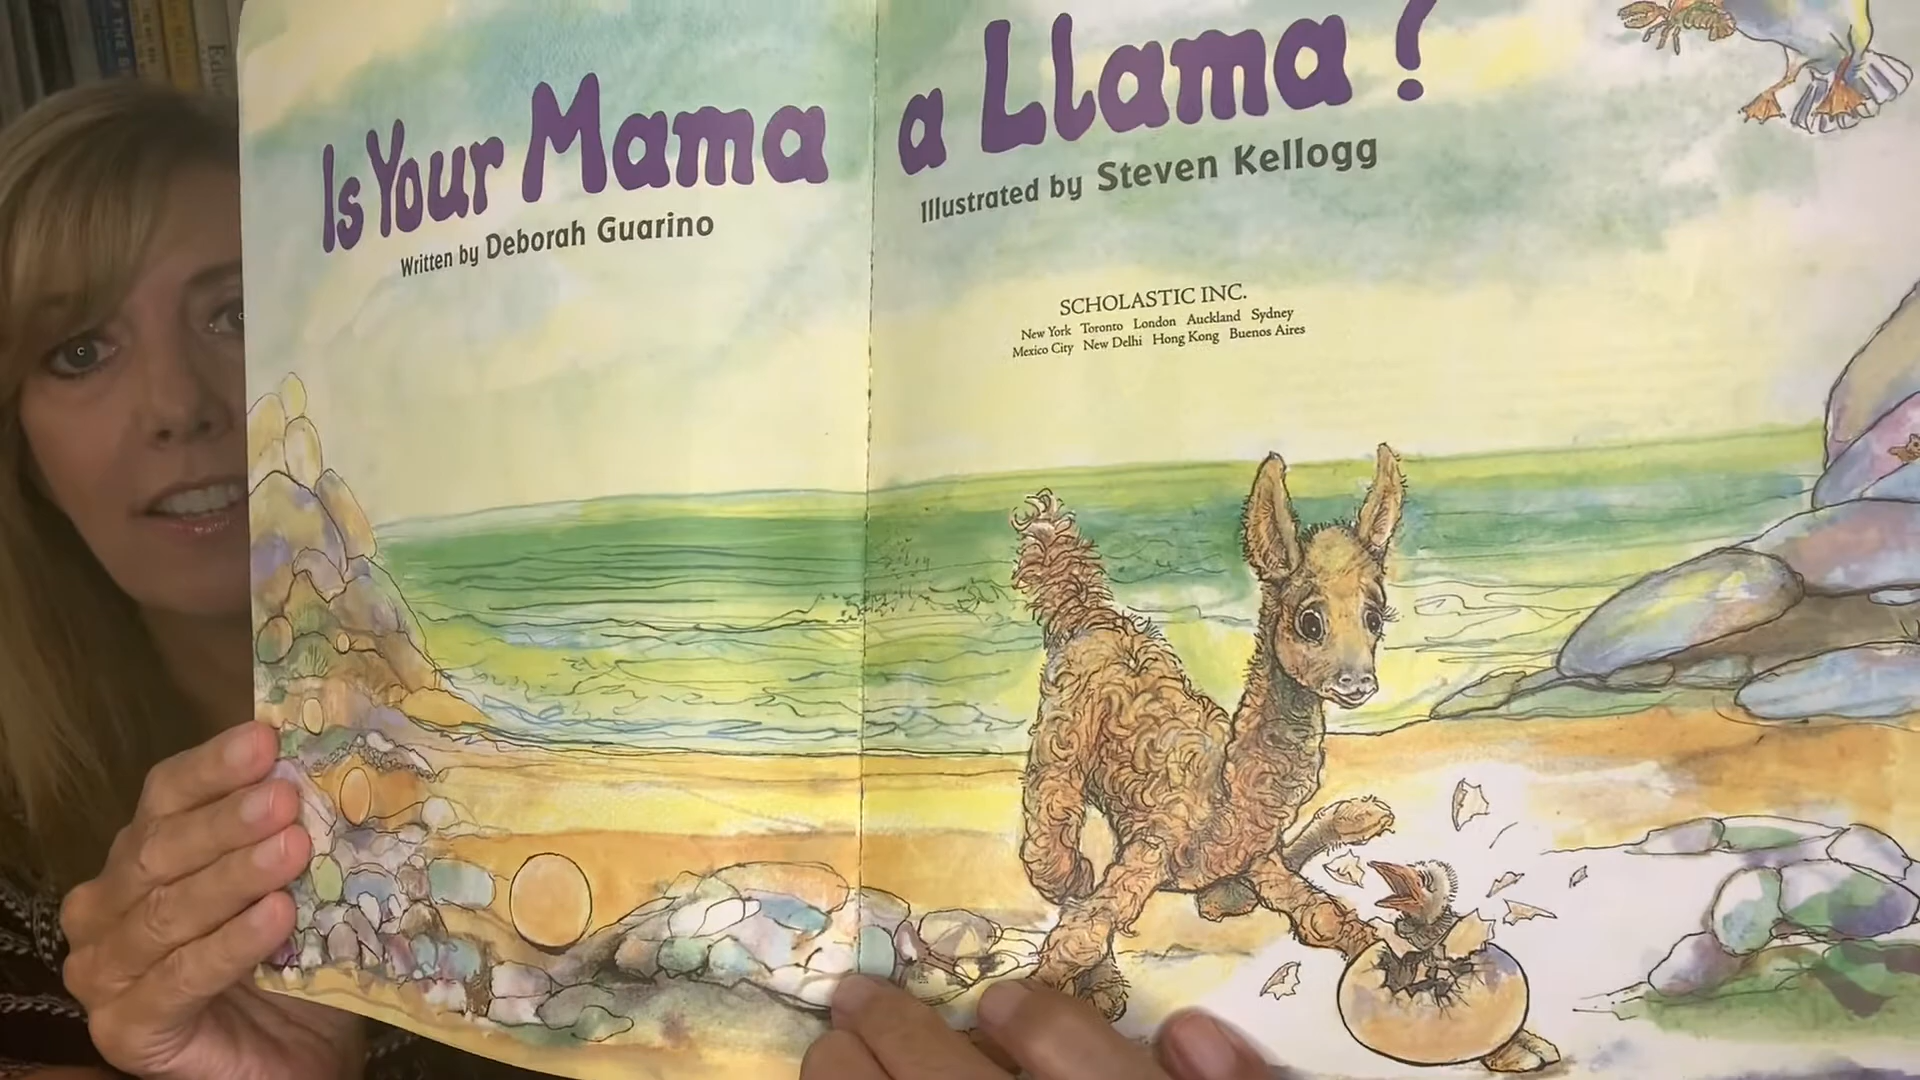 Is Your Mama a Llama?
Written by Deborah Guarino
Illustrated by Steven Kellogg
SCHOLASTIC INC.
New York Toronto London Auckland Sydney
Mexico City New Delhi Hong Kong Buenos Aires